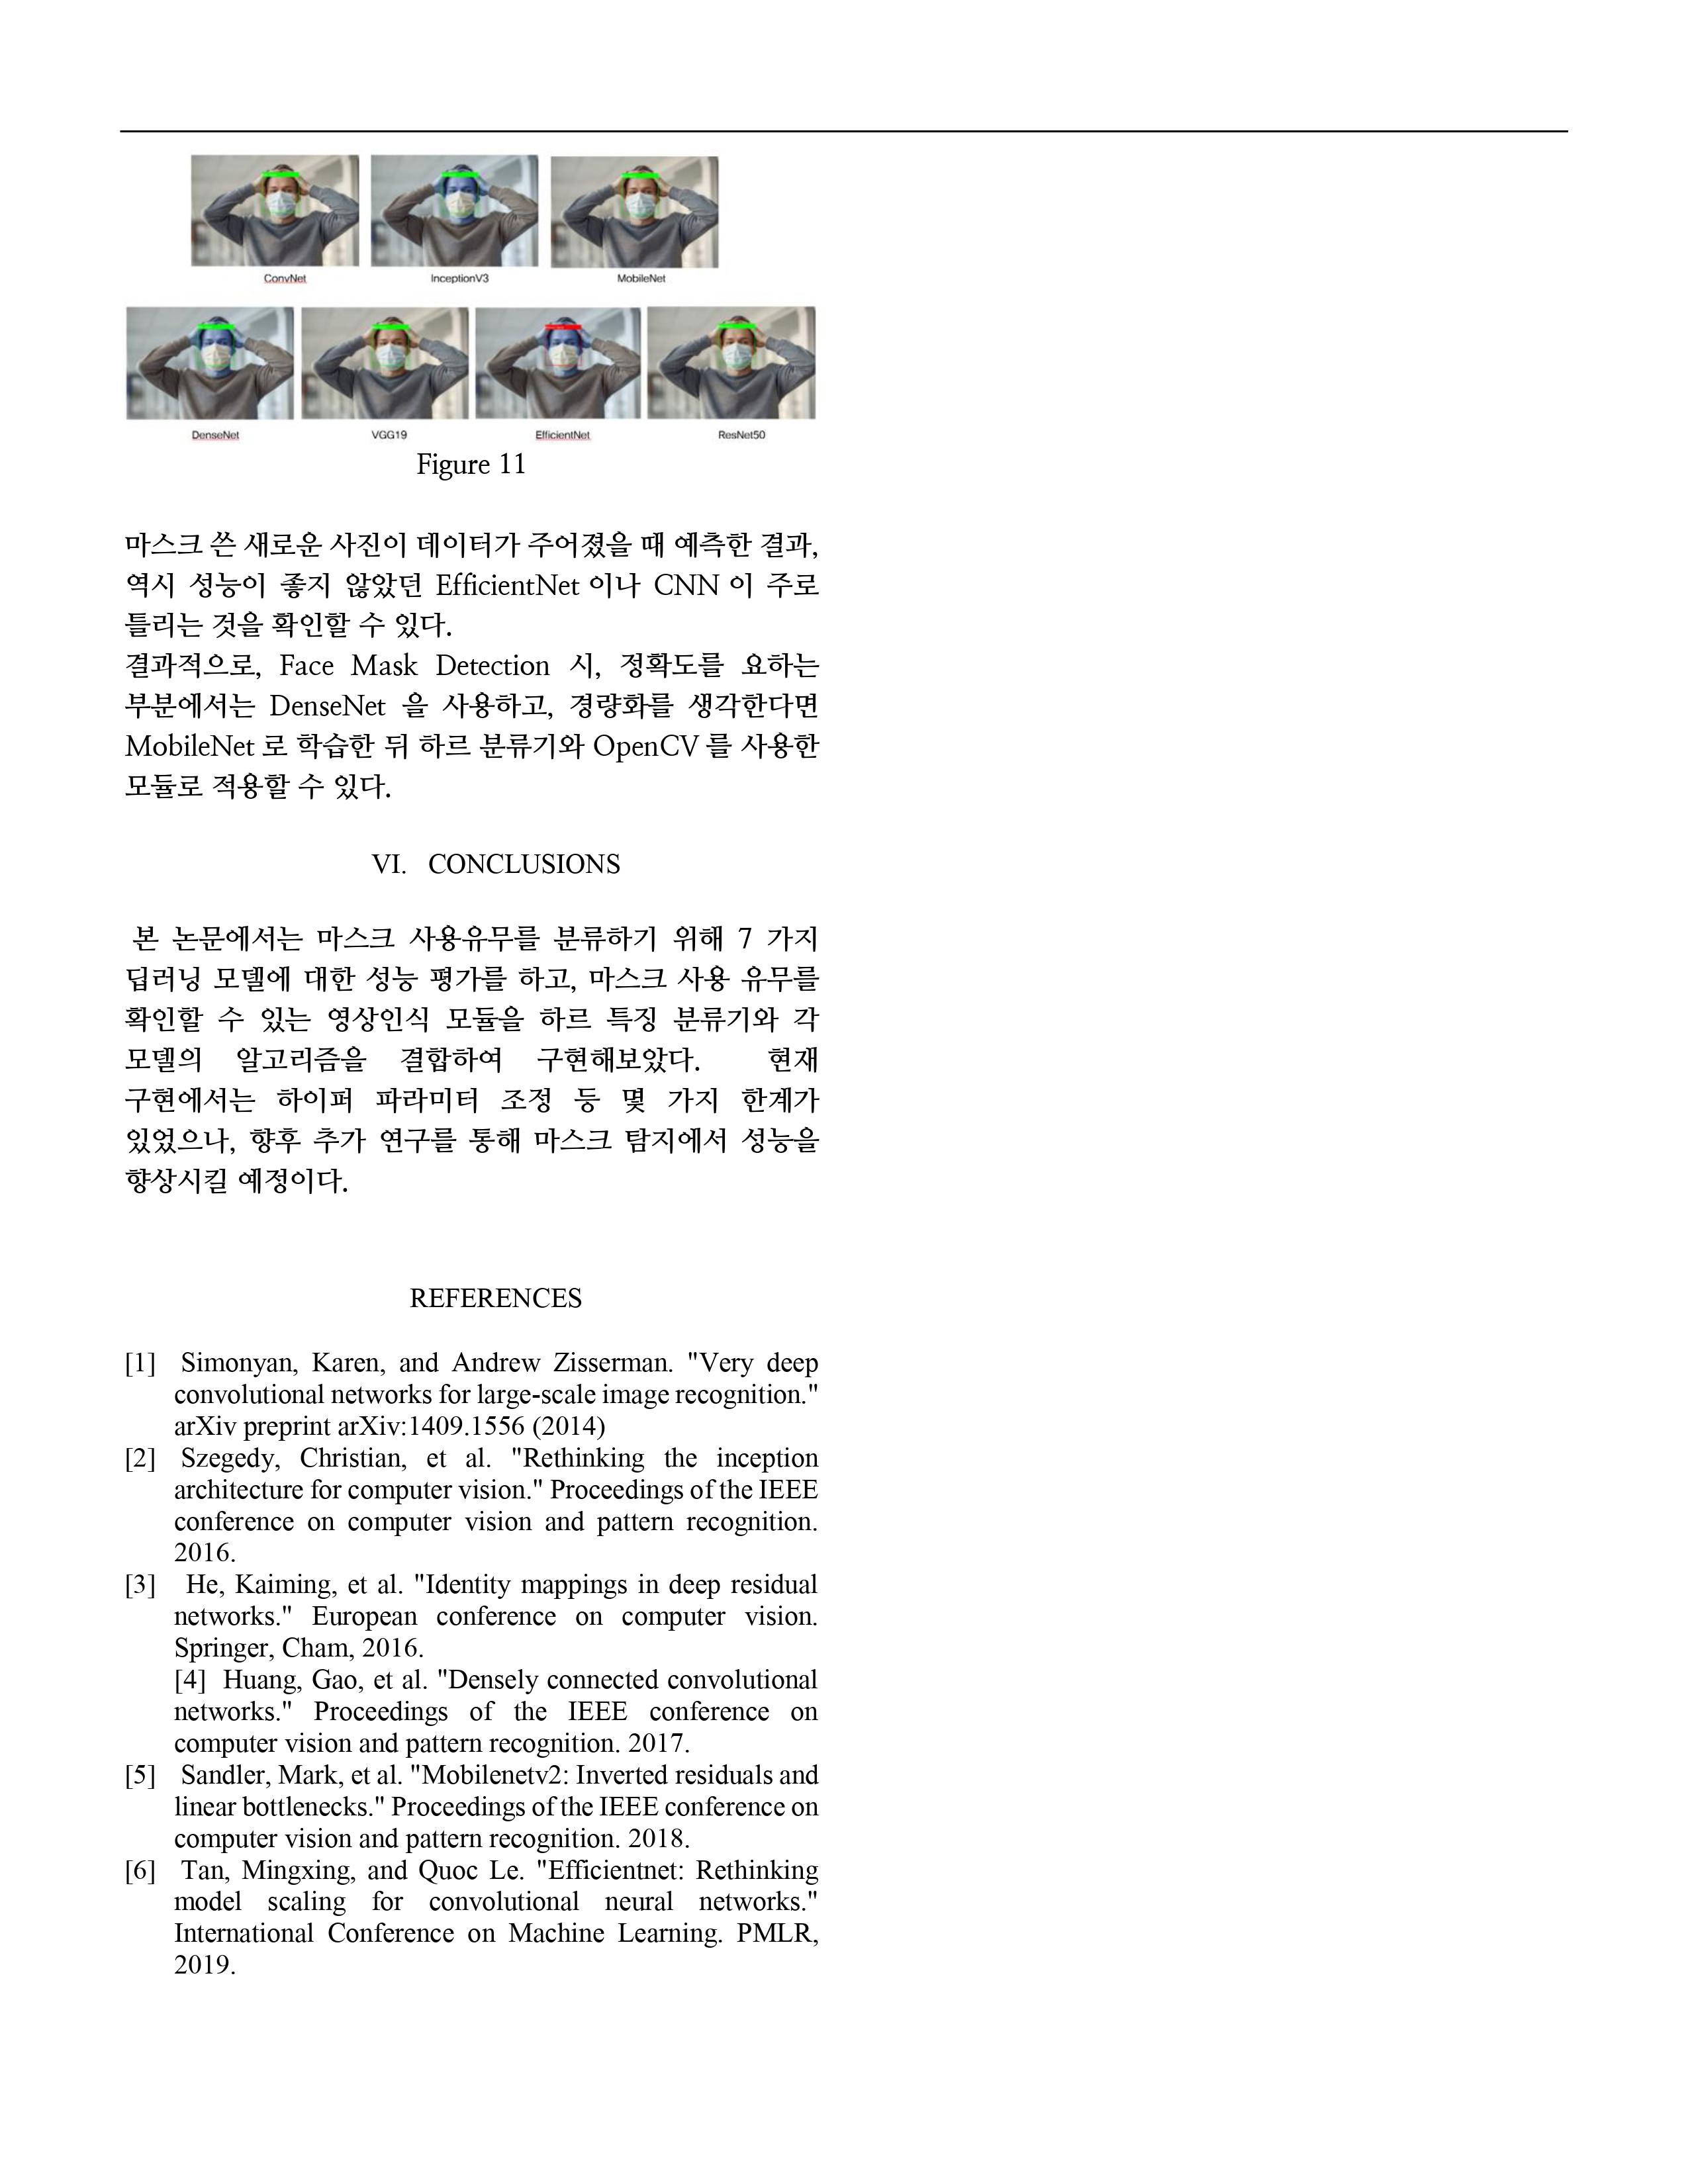 ConvNet
InceptionV3
MobileNet
DenseNet
VGG19
EfficientNet
ResNet50
Figure 11
마스크 쓴 새로운 사진이 데이터가 주어졌을 때 예측한 결과,
역시 성능이 좋지 않았던 EfficientNet 이나 CNN 이 주로
틀리는 것을 확인할 수 있다.
결과적으로, Face Mask Detection 시, 정확도를 요하는
부분에서는 DenseNet 을 사용하고, 경량화를 생각한다면
MobileNet 로 학습한 뒤 하르 분류기와 OpenCV 를 사용한
모듈로 적용할 수 있다.
VI. CONCLUSIONS
본 논문에서는 마스크 사용유무를 분류하기 위해 7 가지
딥러닝 모델에 대한 성능 평가를 하고, 마스크 사용 유무를
확인할 수 있는 영상인식 모듈을 하르 특징 분류기와 각
모델의 알고리즘을 결합하여 구현해보았다. 현재
구현에서는 하이퍼 파라미터 조정 등 몇 가지 한계가
있었으나, 향후 추가 연구를 통해 마스크 탐지에서 성능을
향상시킬 예정이다.
REFERENCES
[1] Simonyan, Karen, and Andrew Zisserman. "Very deep
convolutional networks for large-scale image recognition."
arXiv preprint arXiv:1409.1556 (2014)
[2] Szegedy, Christian, et al. "Rethinking the inception
architecture for computer vision." Proceedings of the IEEE
conference on computer vision and pattern recognition.
2016.
[3] He, Kaiming, et al. "Identity mappings in deep residual
networks." European conference on computer vision.
Springer, Cham, 2016.
[4] Huang, Gao, et al. "Densely connected convolutional
networks." Proceedings of the IEEE conference on
computer vision and pattern recognition. 2017.
[5] Sandler, Mark, et al. "Mobilenetv2: Inverted residuals and
linear bottlenecks." Proceedings of the IEEE conference on
computer vision and pattern recognition. 2018.
[6] Tan, Mingxing, and Quoc Le. "Efficientnet: Rethinking
model scaling for convolutional neural networks."
International Conference on Machine Learning. PMLR,
2019.